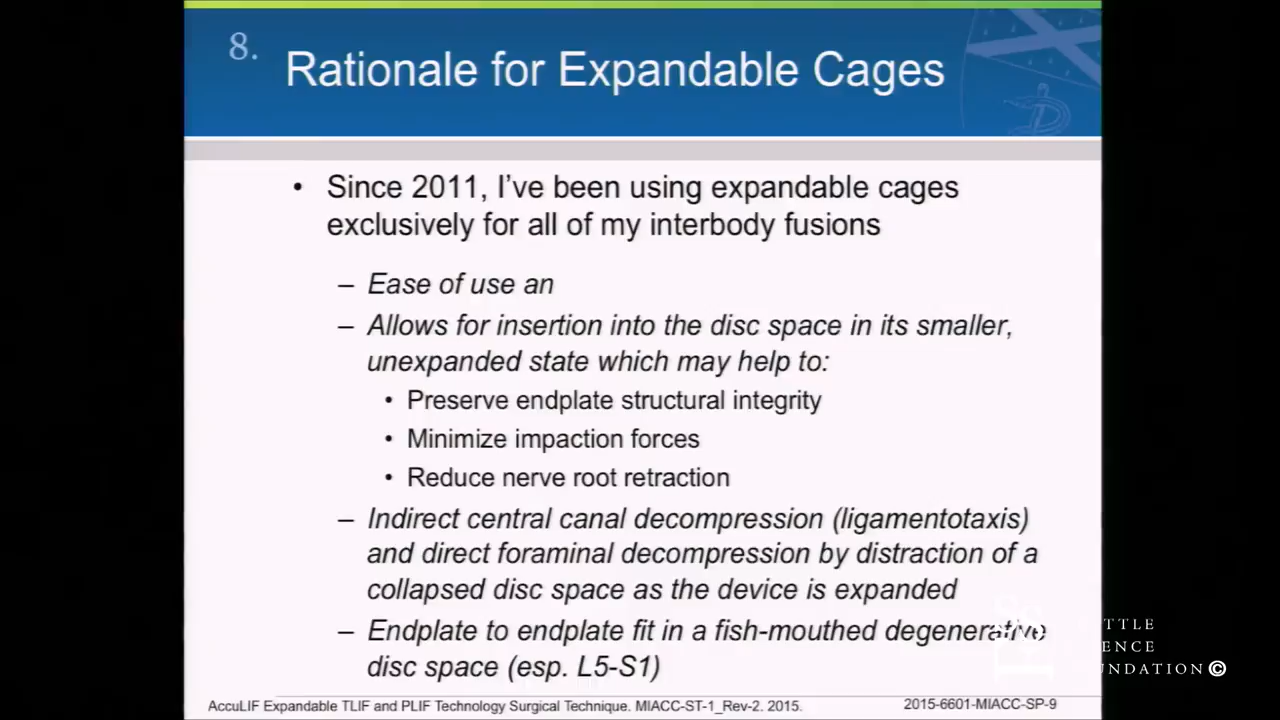 8.
Rationale for Expandable Cages
• Since 2011, I've been using expandable cages
exclusively for all of my interbody fusions
– Ease of use an
– Allows for insertion into the disc space in its smaller,
unexpanded state which may help to:
• Preserve endplate structural integrity
• Minimize impaction forces
• Reduce nerve root retraction
– Indirect central canal decompression (ligamentotaxis)
and direct foraminal decompression by distraction of a
collapsed disc space as the device is expanded
– Endplate to endplate fit in a fish-mouthed degenerative
disc space (esp. L5-S1)
TTLE
ENCE
UNDATION©
AccuLIF Expandable TLIF and PLIF Technology Surgical Technique. MIACC-ST-1_Rev-2. 2015.
2015-6601-MIACC-SP-9